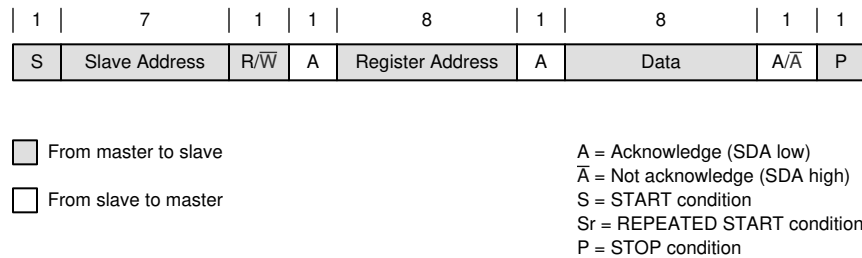 1 7 1 1 8 1 8 1 1
S Slave Address R/W̅ A Register Address A Data A/A̅ P
From master to slave
From slave to master
A = Acknowledge (SDA low)
A̅ = Not acknowledge (SDA high)
S = START condition
Sr = REPEATED START condition
P = STOP condition